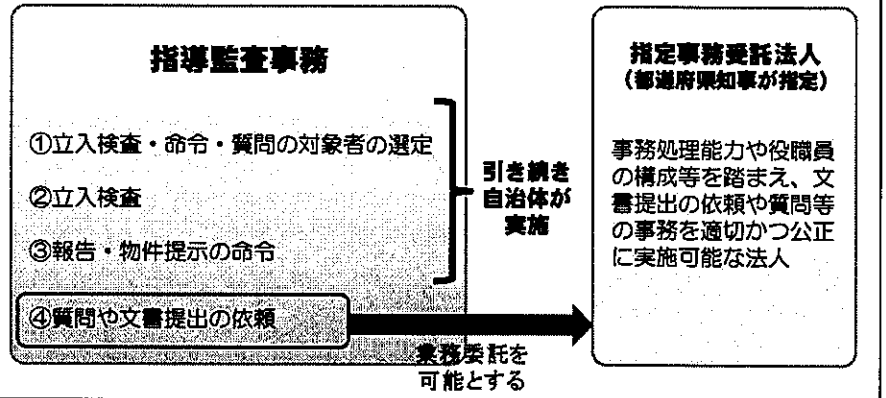 指導監査事務
①立入検査・命令・質問の対象者の選定
②立入検査
③報告・物件提示の命令
④質問や文書提出の依頼
引き続き
自治体が
実施
業務委託を
可能とする
指定事務受託法人
（都道府県知事が指定）
事務処理能力や役職員
の構成等を踏まえ、文
書提出の依頼や質問等
の事務を適切かつ公正
に実施可能な法人